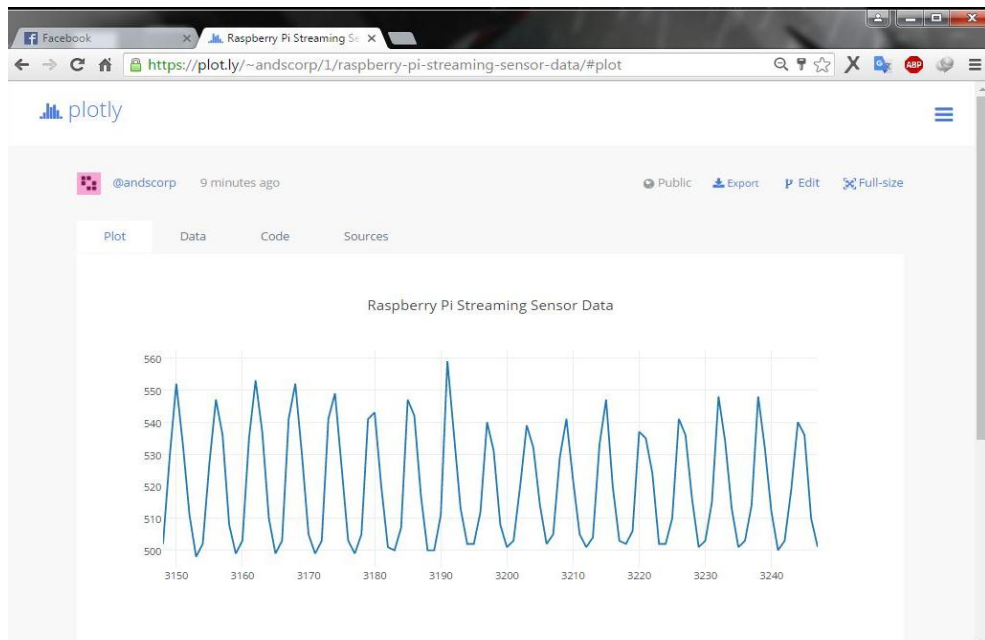 Facebook
Raspberry Pi Streaming Se
https://plot.ly/~andscorp/1/raspberry-pi-streaming-sensor-data/#plot
ABP
plotly
@andscorp 9 minutes ago Public Export Edit Full-size
Plot Data Code Sources
Raspberry Pi Streaming Sensor Data
560
550
540
530
520
510
500
3150 3160 3170 3180 3190 3200 3210 3220 3230 3240